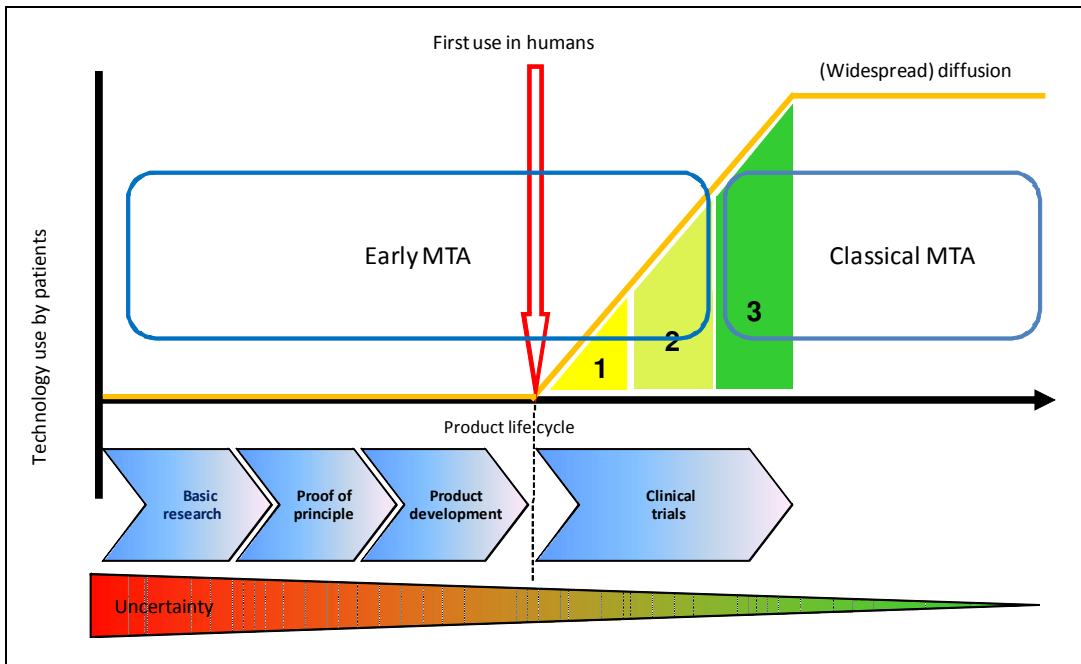 First use in humans
(Widespread) diffusion
Technology use by patients
Early MTA
Classical MTA
1
2
3
Product life cycle
Basic
research
Proof of
principle
Product
development
Clinical
trials
Uncertainty